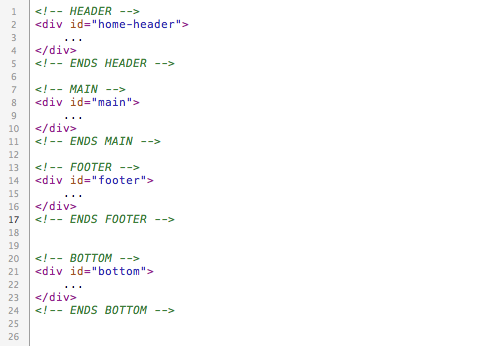 1 <!-- HEADER -->
2 <div id="home-header">
3 ...
4 </div>
5 <!-- ENDS HEADER -->
6
7 <!-- MAIN -->
8 <div id="main">
9 ...
10 </div>
11 <!-- ENDS MAIN -->
12
13 <!-- FOOTER -->
14 <div id="footer">
15 ...
16 </div>
17 <!-- ENDS FOOTER -->
18
19
20 <!-- BOTTOM -->
21 <div id="bottom">
22 ...
23 </div>
24 <!-- ENDS BOTTOM -->
25
26